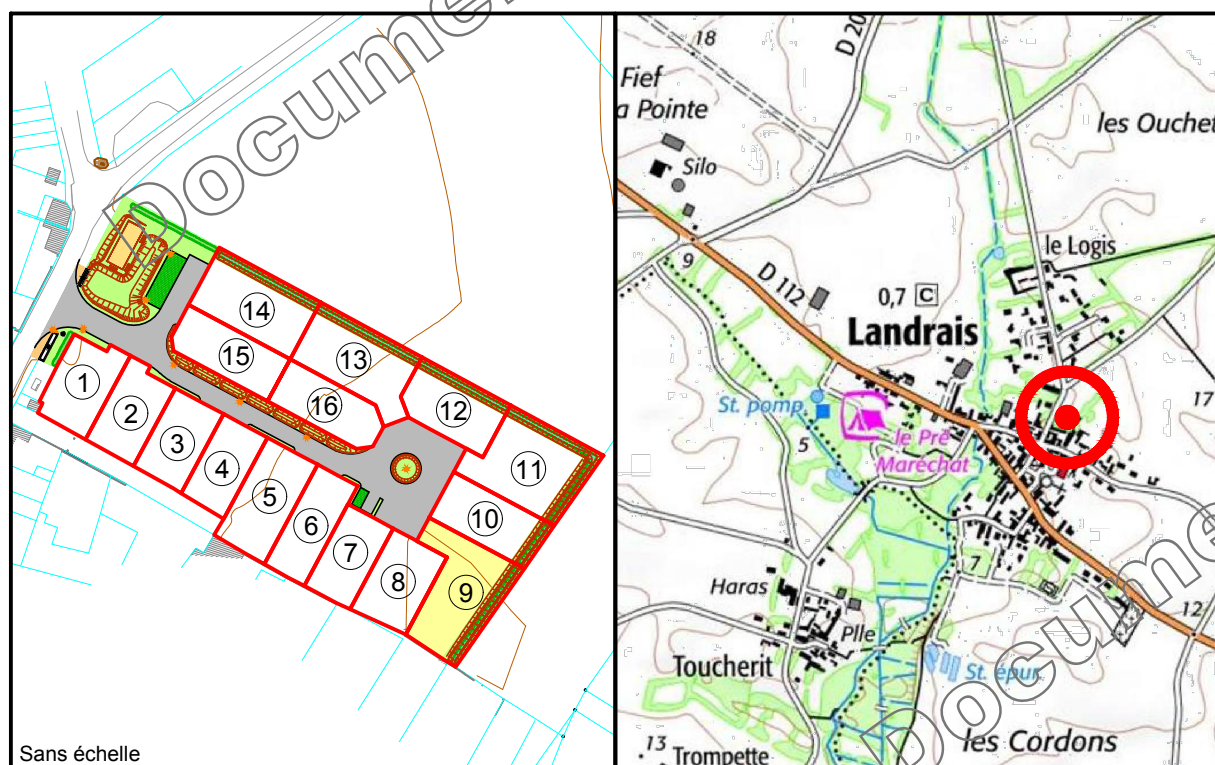 Document
14
13
15
16
12
1
2
3
4
5
6
7
8
9
10
11
Sans échelle
18
D 20
Fief
a Pointe
les Ouchet
Silo
le Logis
9
D 112
0,7 C
Landrais
17
St. pomp
le Pré
Maréchat
5
7
Haras
Plle
12
Toucherit
St. épur.
les Cordons
13
Trompette
Document